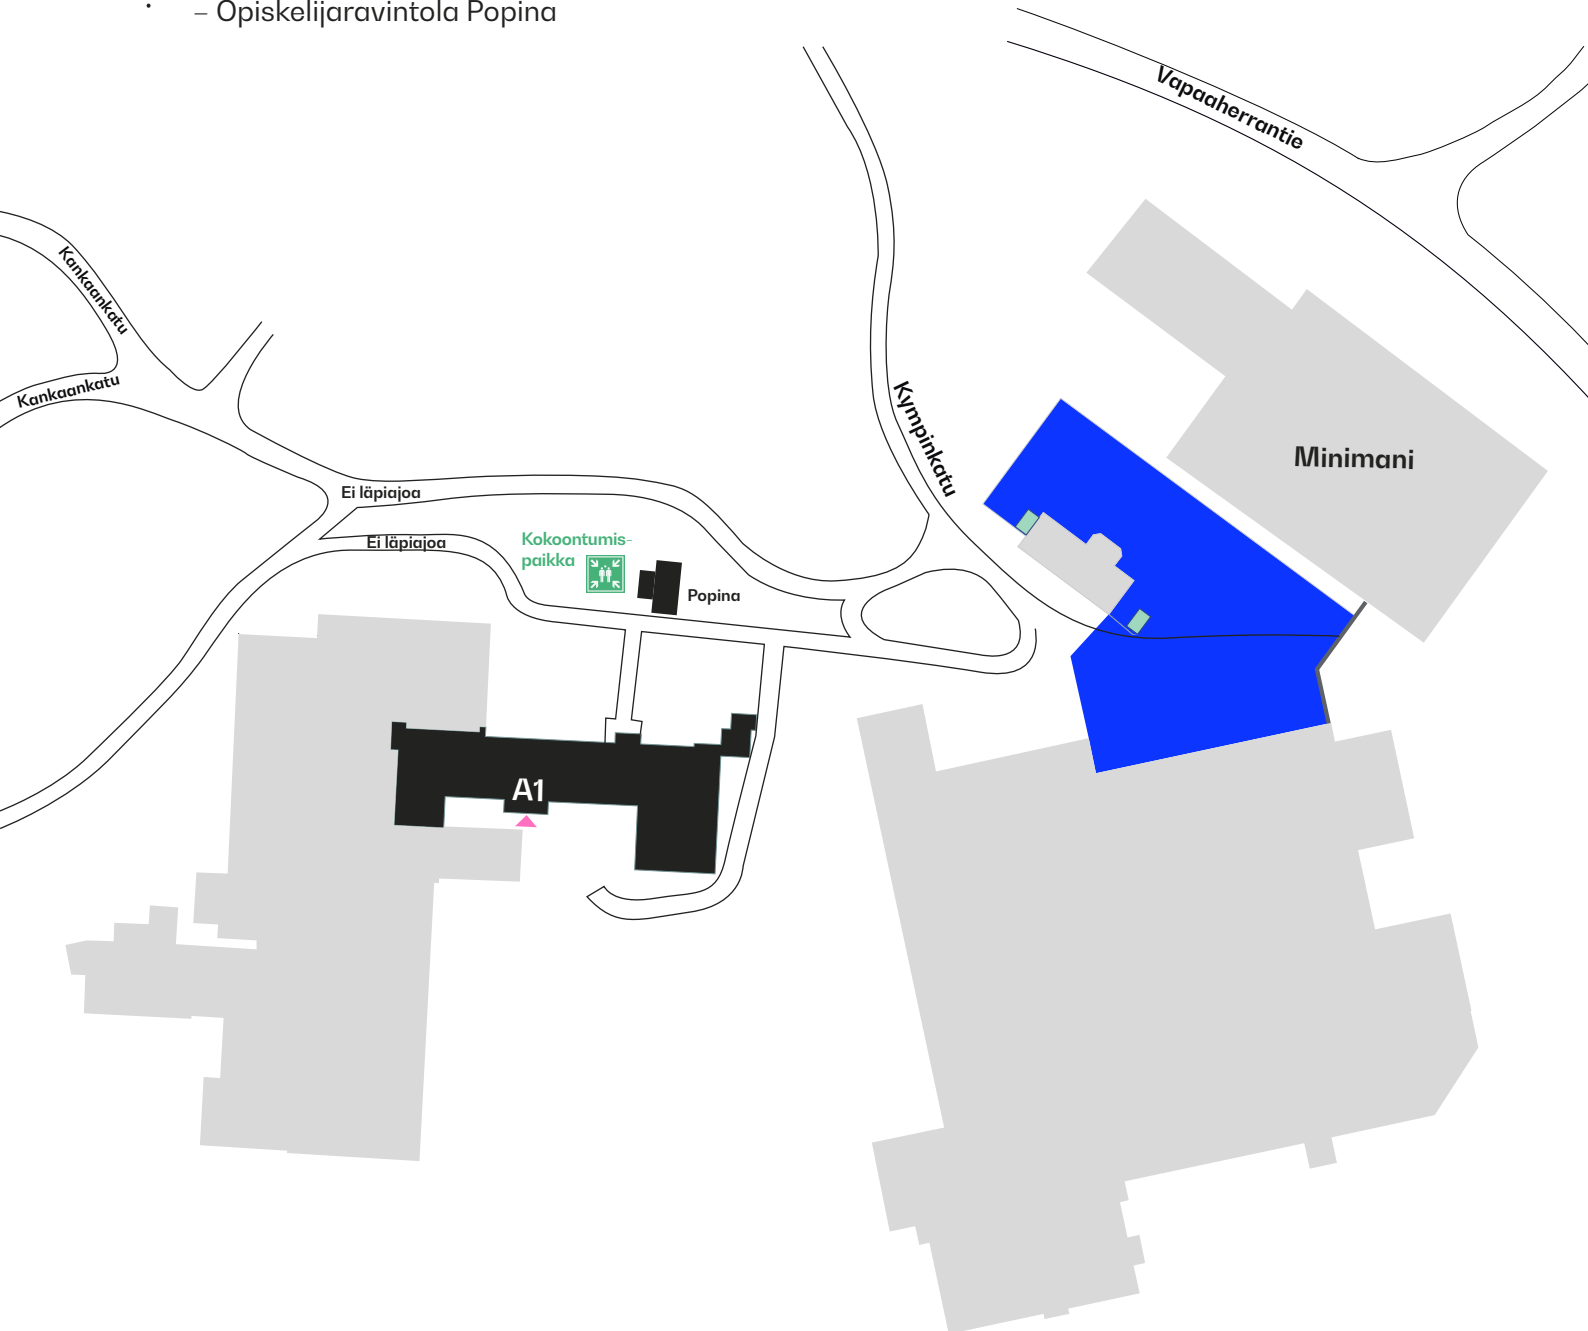 – Opiskelijaravintola Popina
Vapaaherrantie
Kankaankatu
Kankaankatu
Kympinkatu
Minimani
Ei läpiajoa
Ei läpiajoa
Kokoontumis-
paikka
Popina
A1